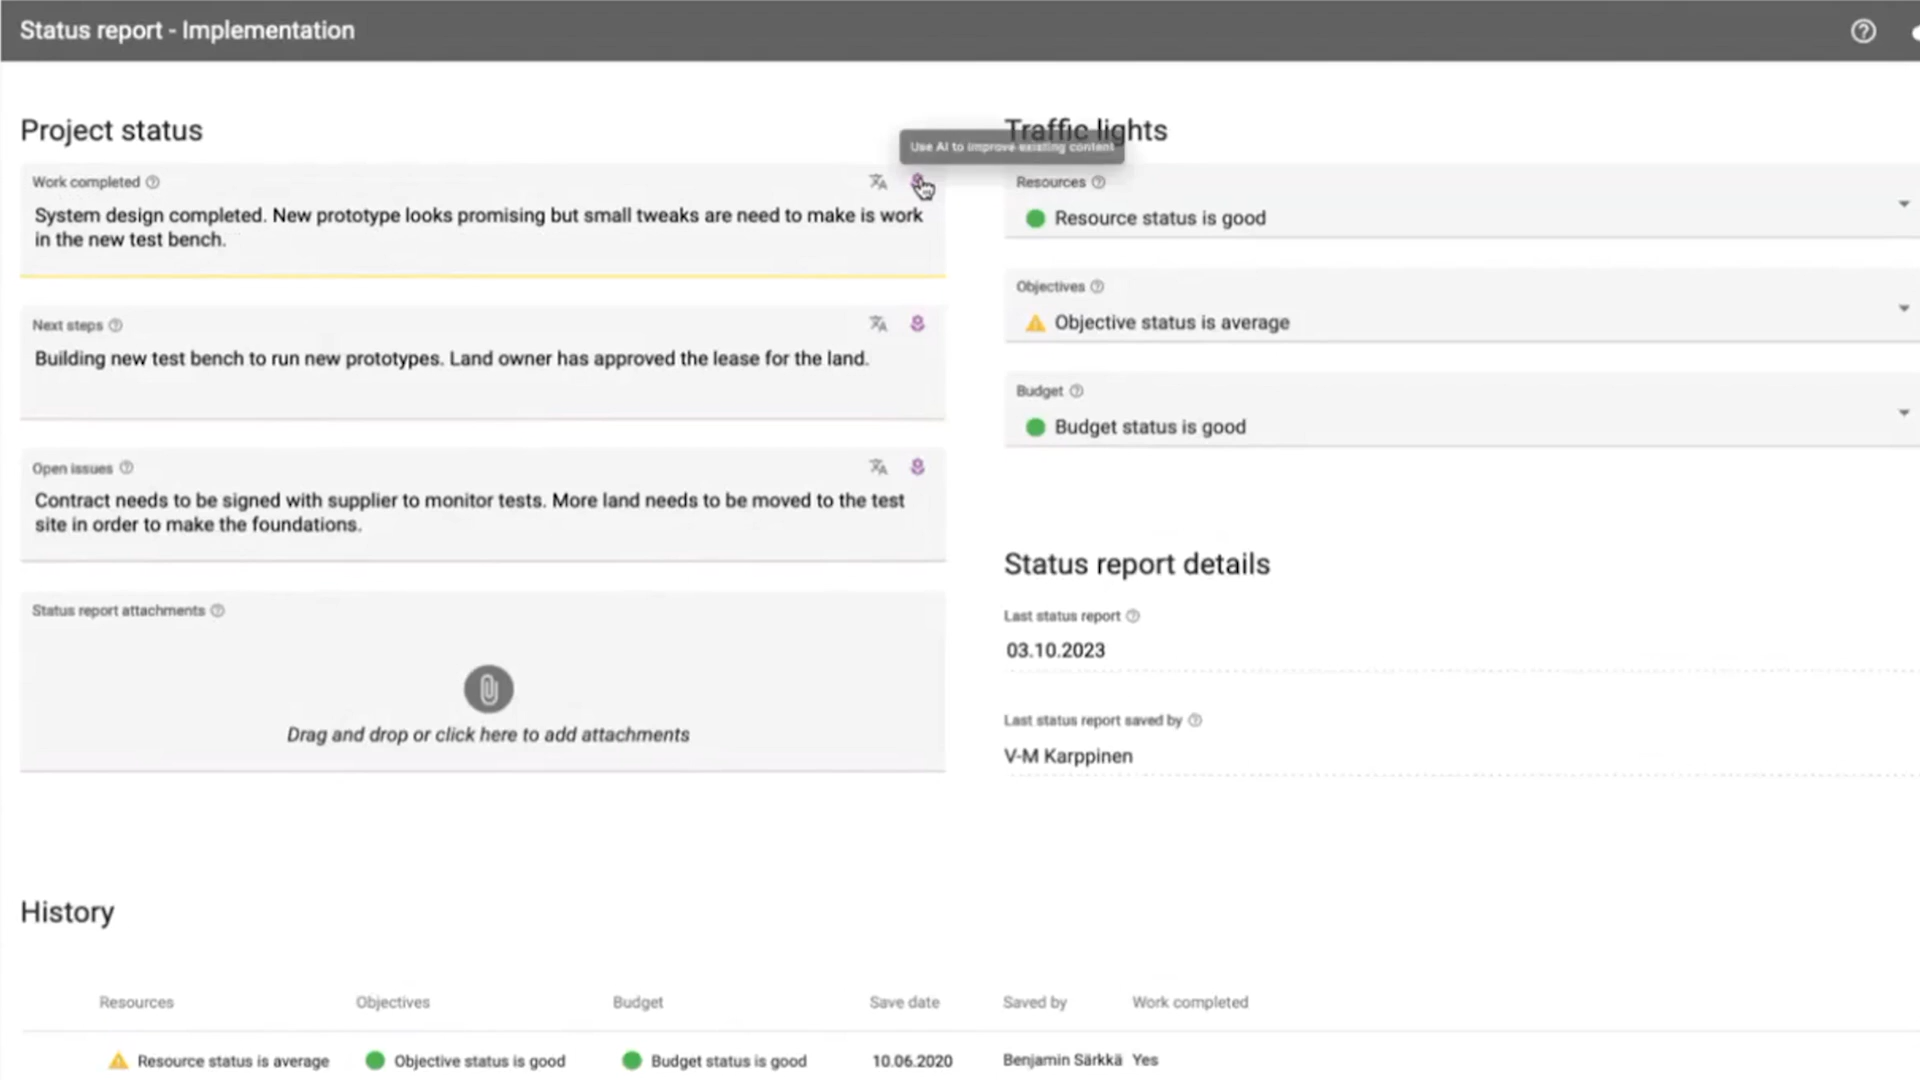 Status report - Implementation
Project status
Work completed
System design completed. New prototype looks promising but small tweaks are need to make is work
in the new test bench.
Next steps
Building new test bench to run new prototypes. Land owner has approved the lease for the land.
Open issues
Contract needs to be signed with supplier to monitor tests. More land needs to be moved to the test
site in order to make the foundations.
Status report attachments
Drag and drop or click here to add attachments
Traffic lights
Use AI to improve existing content
Resources
Resource status is good
Objectives
Objective status is average
Budget
Budget status is good
Status report details
Last status report
03.10.2023
Last status report saved by
V-M Karppinen
History
Resources Objectives Budget Save date Saved by Work completed
Resource status is average Objective status is good Budget status is good 10.06.2020 Benjamin Särkkä Yes